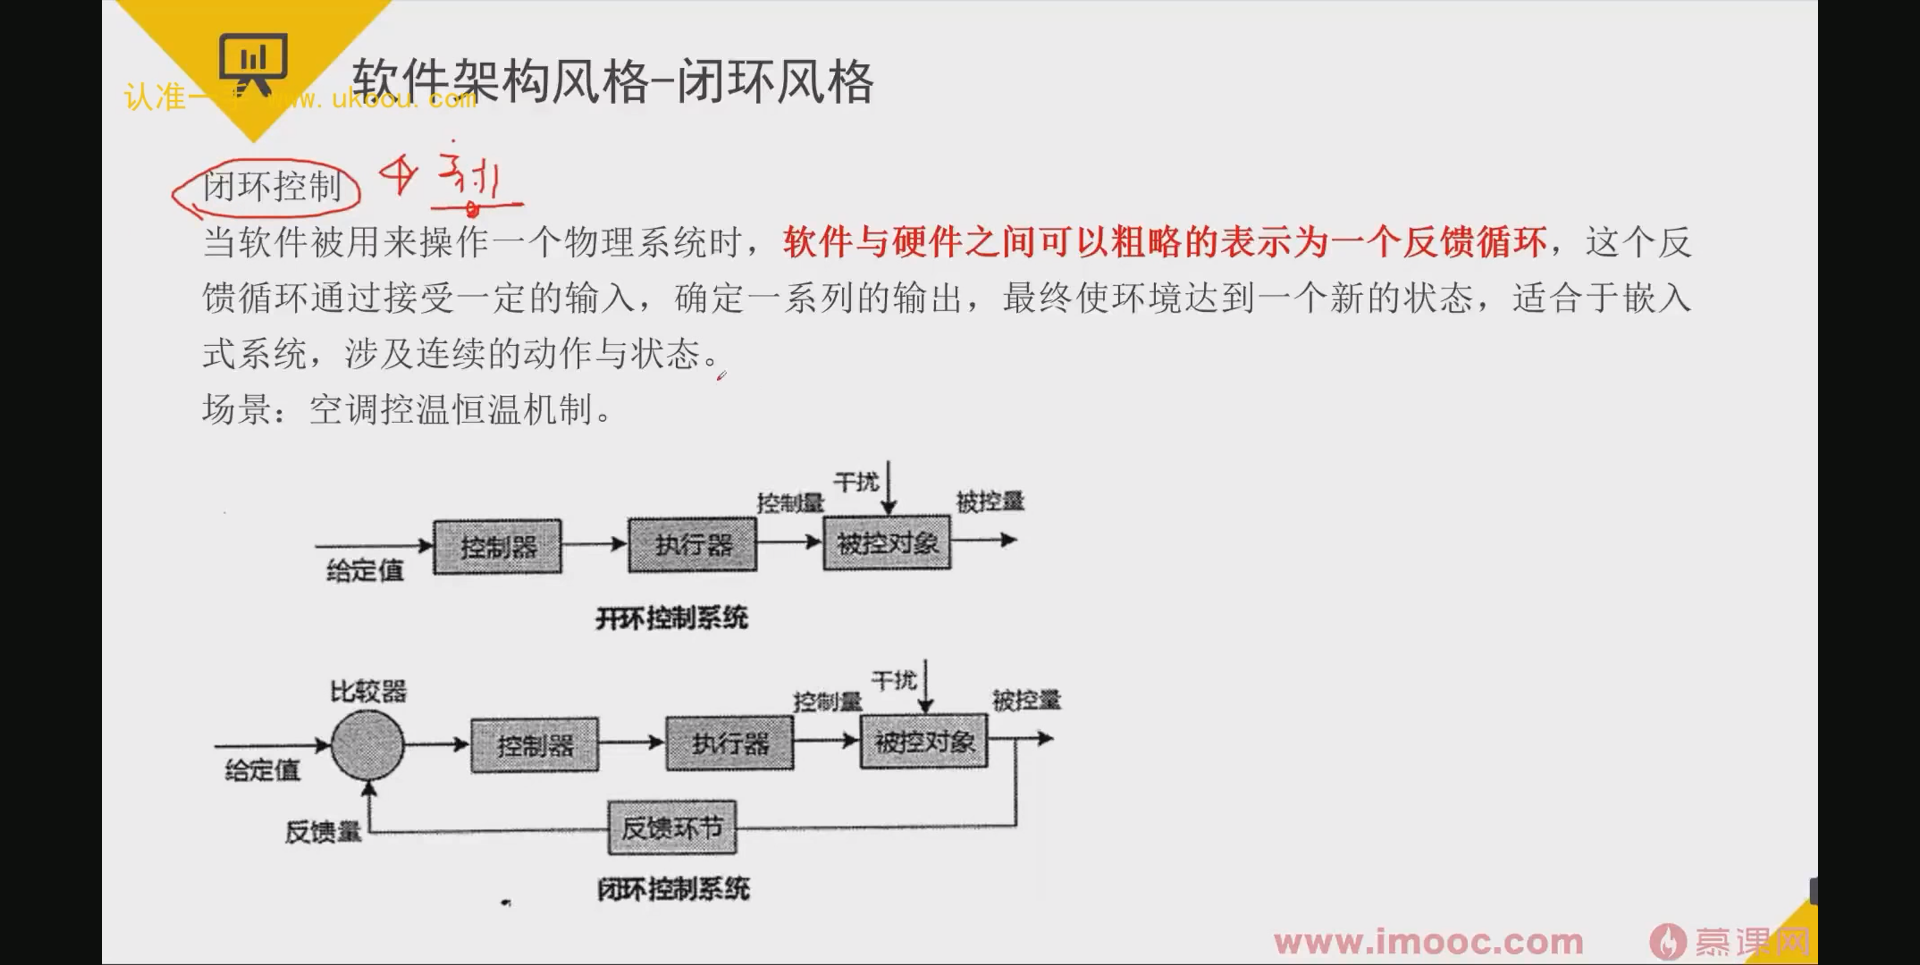 软件架构风格-闭环风格
认准一手 www.ukoou.com
闭环控制
当软件被用来操作一个物理系统时，软件与硬件之间可以粗略的表示为一个反馈循环，这个反
馈循环通过接受一定的输入，确定一系列的输出，最终使环境达到一个新的状态，适合于嵌入
式系统，涉及连续的动作与状态。
场景：空调控温恒温机制。
干扰
控制量
被控量
控制器
执行器
被控对象
给定值
开环控制系统
比较器
干扰
控制量
被控量
控制器
执行器
被控对象
给定值
反馈量
反馈环节
闭环控制系统
www.imooc.com
慕课网